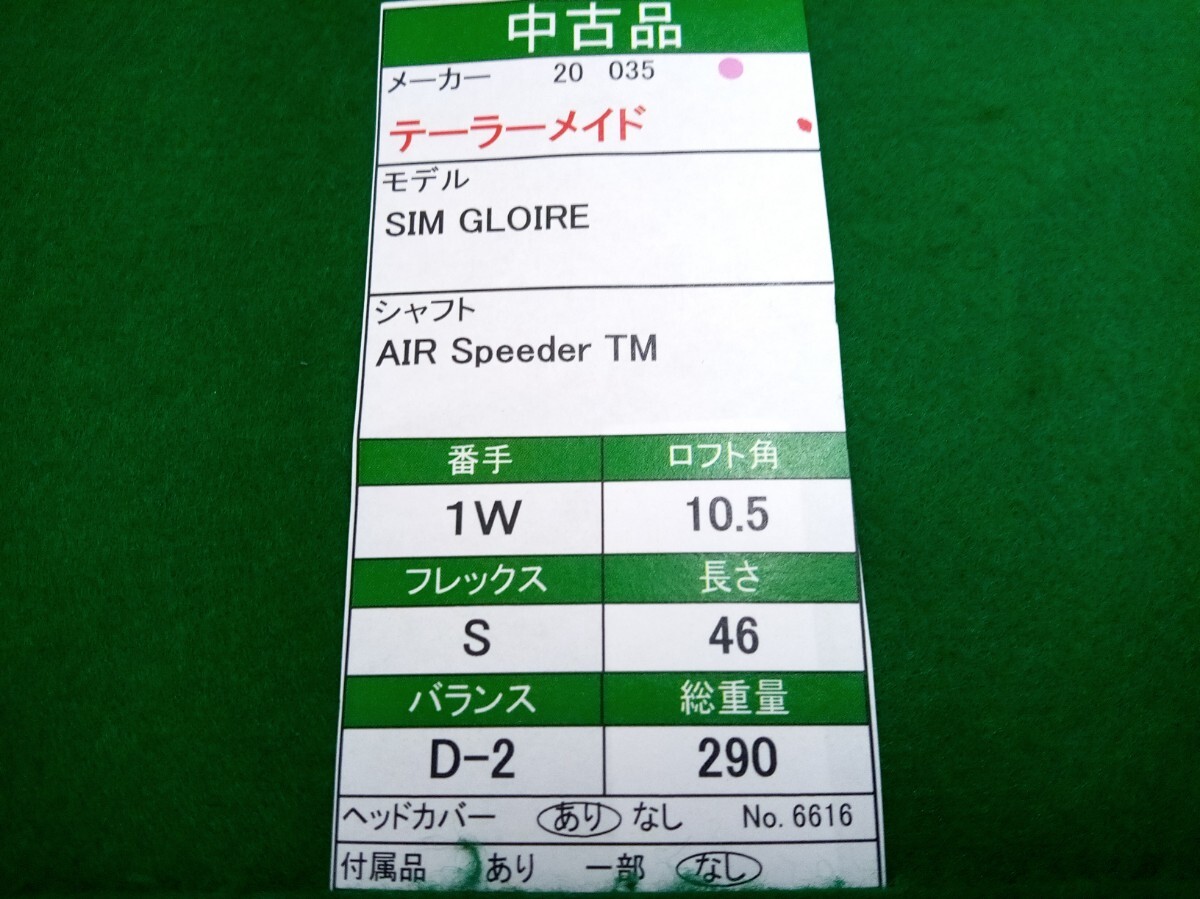 中古品
メーカー 20 035
テーラーメイド
モデル
SIM GLOIRE
シャフト
AIR Speeder TM
番手 ロフト角
1W 10.5
フレックス 長さ
S 46
バランス 総重量
D-2 290
ヘッドカバー あり なし No. 6616
付属品 あり 一部 なし